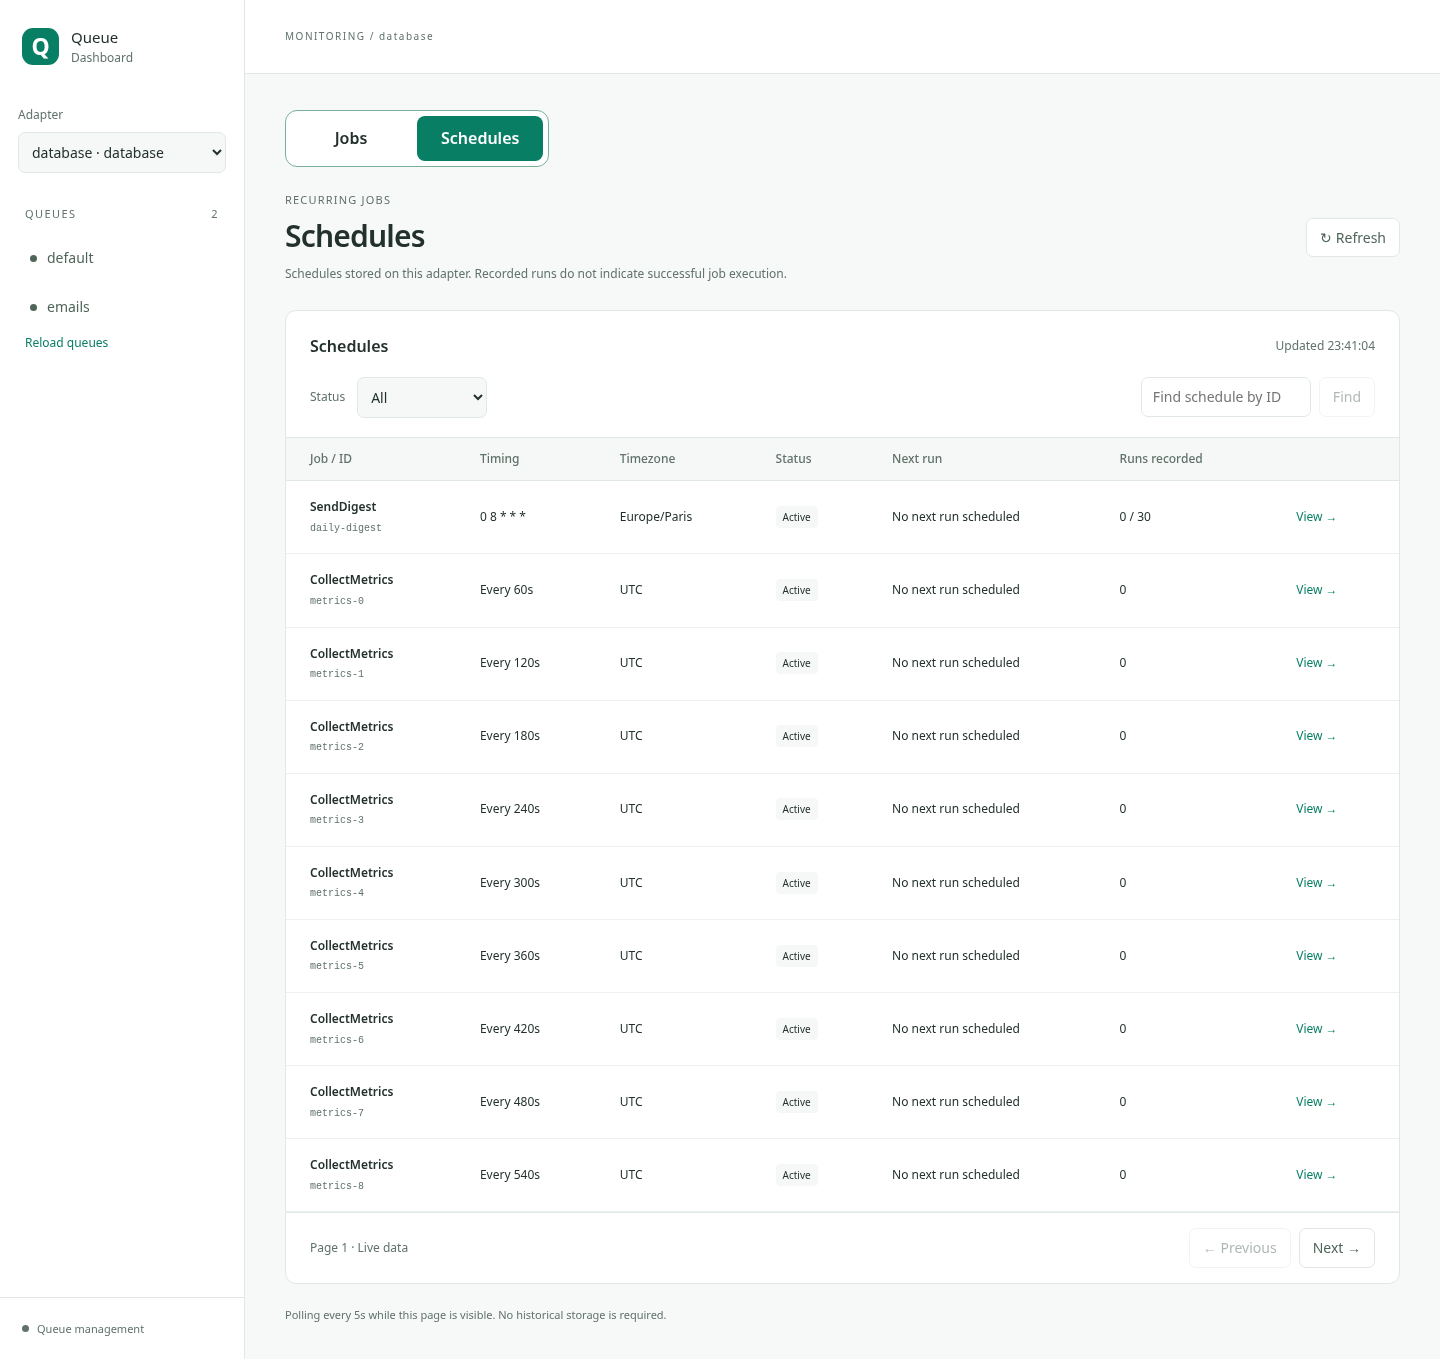 Q
Queue
Dashboard
Adapter
database · database
QUEUES 2
default
emails
Reload queues
Queue management
MONITORING / database
Jobs Schedules
RECURRING JOBS
Schedules
↻ Refresh
Schedules stored on this adapter. Recorded runs do not indicate successful job execution.
Schedules
Updated 23:41:04
Status All Find schedule by ID Find
Job / ID Timing Timezone Status Next run Runs recorded
SendDigest
daily-digest
0 8 * * * Europe/Paris Active No next run scheduled 0 / 30 View →
CollectMetrics
metrics-0
Every 60s UTC Active No next run scheduled 0 View →
CollectMetrics
metrics-1
Every 120s UTC Active No next run scheduled 0 View →
CollectMetrics
metrics-2
Every 180s UTC Active No next run scheduled 0 View →
CollectMetrics
metrics-3
Every 240s UTC Active No next run scheduled 0 View →
CollectMetrics
metrics-4
Every 300s UTC Active No next run scheduled 0 View →
CollectMetrics
metrics-5
Every 360s UTC Active No next run scheduled 0 View →
CollectMetrics
metrics-6
Every 420s UTC Active No next run scheduled 0 View →
CollectMetrics
metrics-7
Every 480s UTC Active No next run scheduled 0 View →
CollectMetrics
metrics-8
Every 540s UTC Active No next run scheduled 0 View →
Page 1 · Live data ← Previous Next →
Polling every 5s while this page is visible. No historical storage is required.